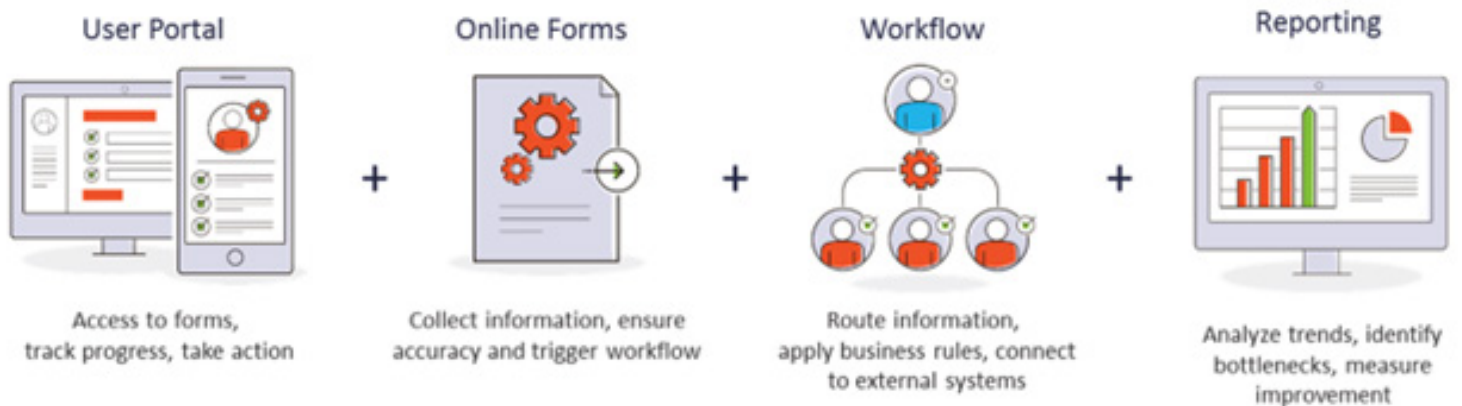 User Portal
Online Forms
Workflow
Reporting
+
+
+
Access to forms,
track progress, take action
Collect information, ensure
accuracy and trigger workflow
Route information,
apply business rules, connect
to external systems
Analyze trends, identify
bottlenecks, measure
improvement